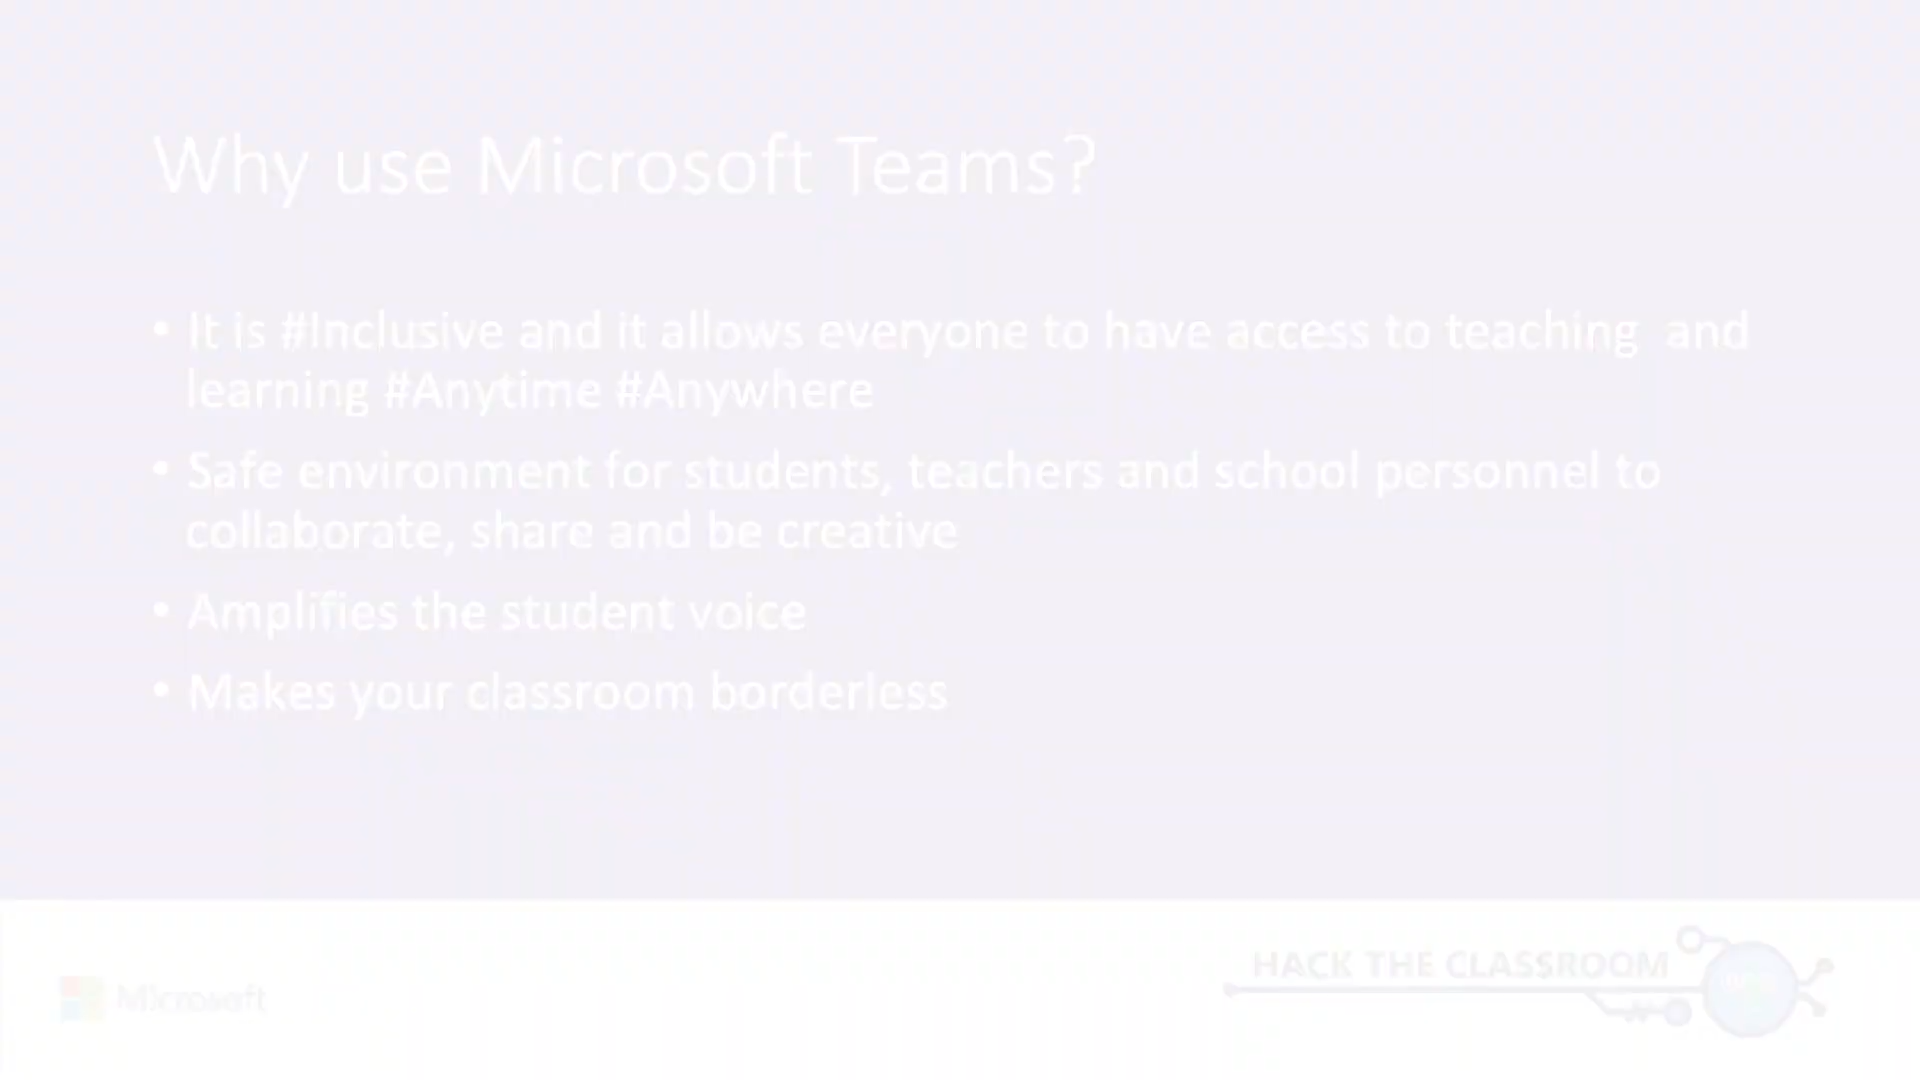 Why use Microsoft Teams?
• It is #Inclusive and it allows everyone to have access to teaching  and
learning #Anytime #Anywhere
• Safe environment for students, teachers and school personnel to
collaborate, share and be creative
• Amplifies the student voice
• Makes your classroom borderless
HACK THE CLASSROOM
Microsoft